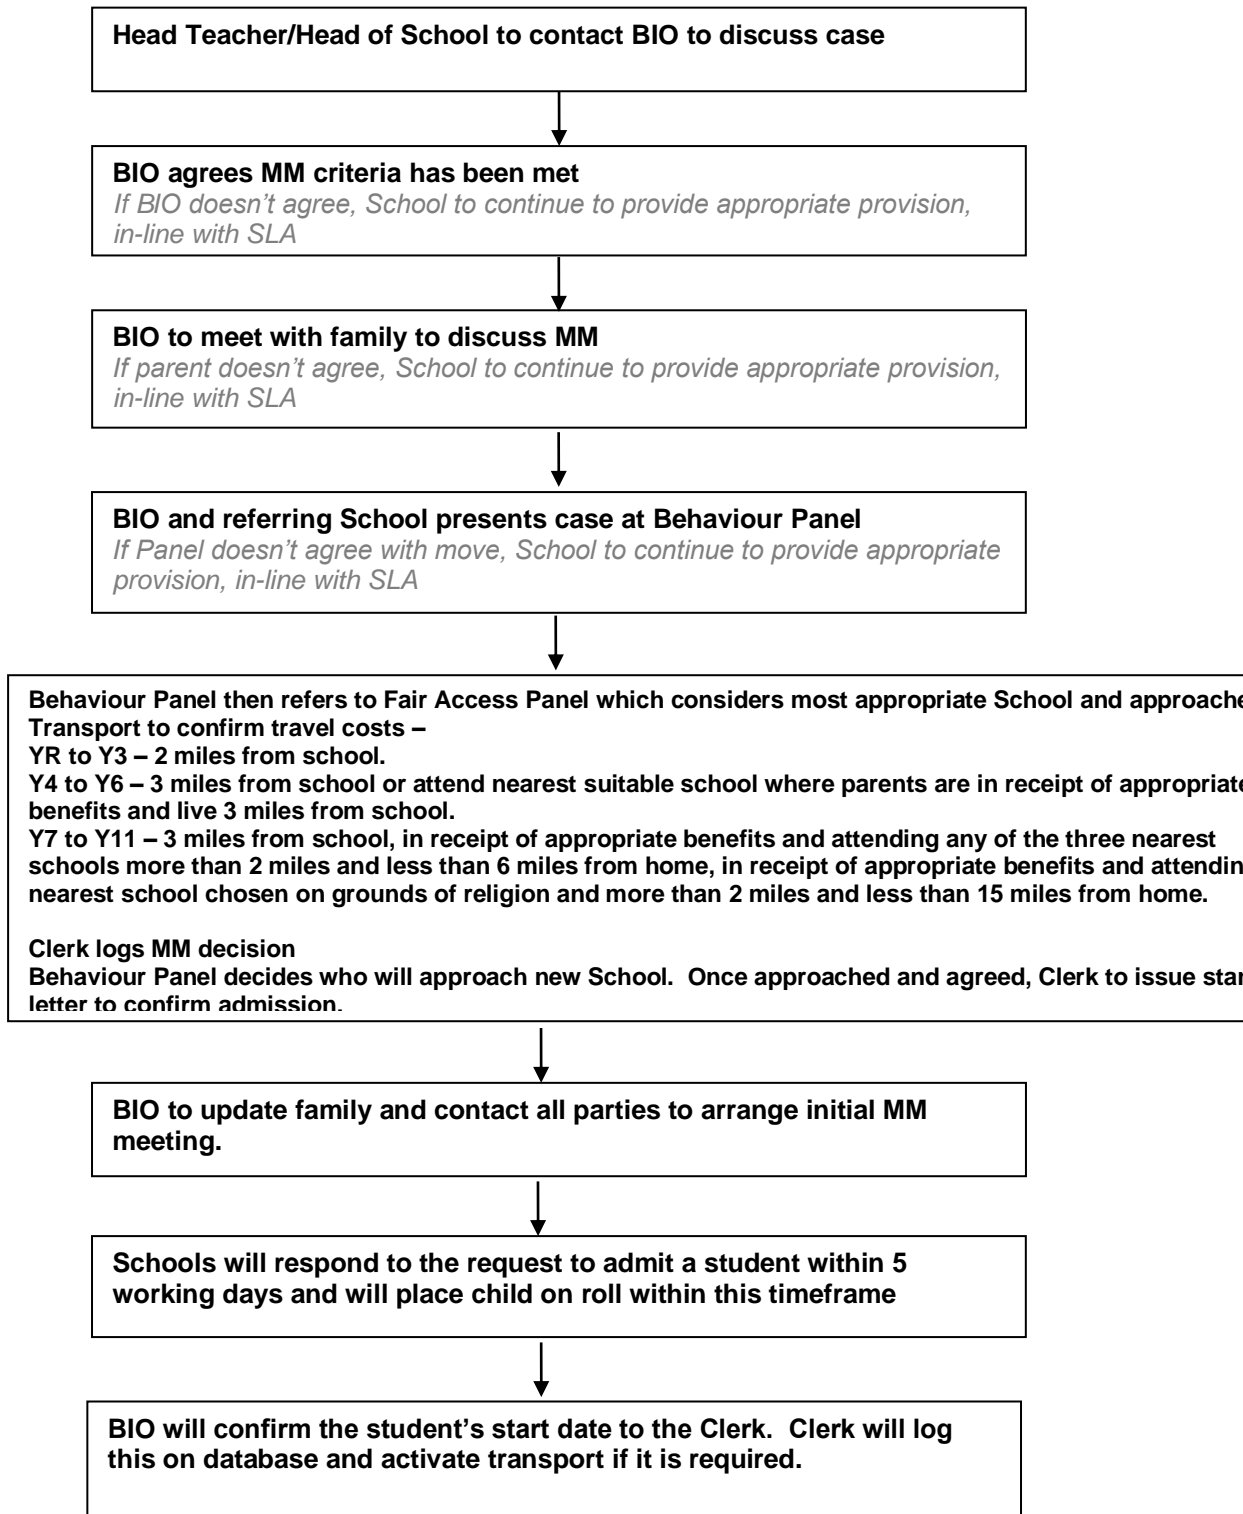 Head Teacher/Head of School to contact BIO to discuss case
BIO agrees MM criteria has been met
If BIO doesn't agree, School to continue to provide appropriate provision,
in-line with SLA
BIO to meet with family to discuss MM
If parent doesn't agree, School to continue to provide appropriate provision,
in-line with SLA
BIO and referring School presents case at Behaviour Panel
If Panel doesn't agree with move, School to continue to provide appropriate
provision, in-line with SLA
Behaviour Panel then refers to Fair Access Panel which considers most appropriate School and approache
Transport to confirm travel costs –
YR to Y3 – 2 miles from school.
Y4 to Y6 – 3 miles from school or attend nearest suitable school where parents are in receipt of appropriate
benefits and live 3 miles from school.
Y7 to Y11 – 3 miles from school, in receipt of appropriate benefits and attending any of the three nearest
schools more than 2 miles and less than 6 miles from home, in receipt of appropriate benefits and attendin
nearest school chosen on grounds of religion and more than 2 miles and less than 15 miles from home.
Clerk logs MM decision
Behaviour Panel decides who will approach new School.  Once approached and agreed, Clerk to issue stan
letter to confirm admission.
BIO to update family and contact all parties to arrange initial MM
meeting.
Schools will respond to the request to admit a student within 5
working days and will place child on roll within this timeframe
BIO will confirm the student's start date to the Clerk.  Clerk will log
this on database and activate transport if it is required.